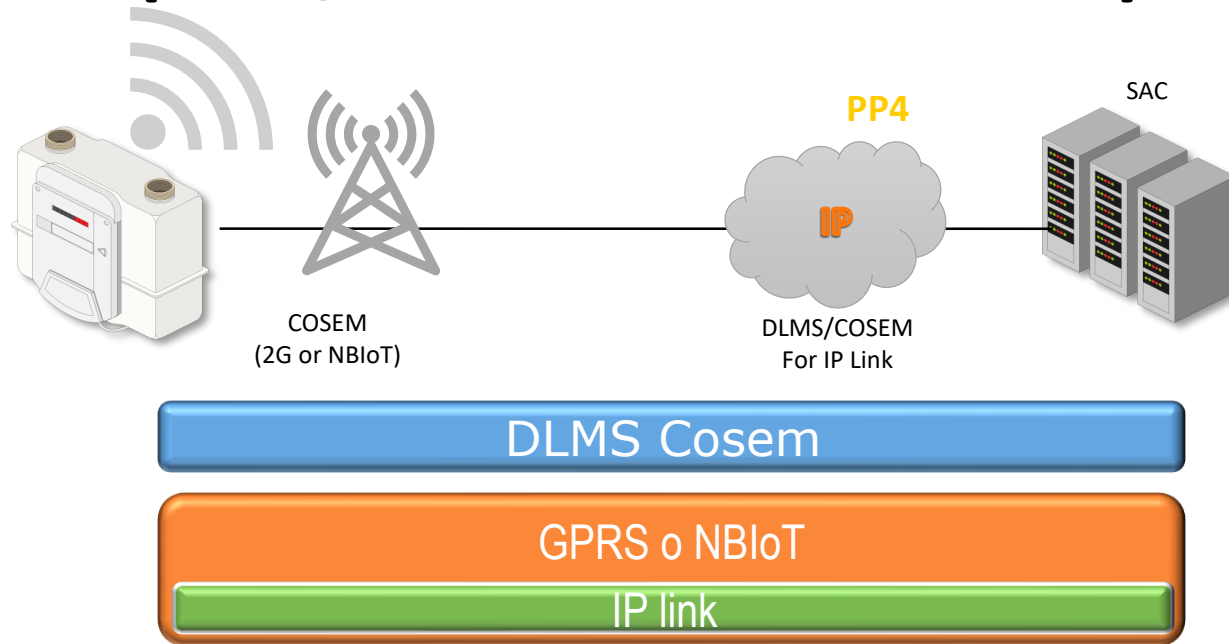 PP4
SAC
IP
COSEM
(2G or NBIoT)
DLMS/COSEM
For IP Link
DLMS Cosem
GPRS o NBIoT
IP link